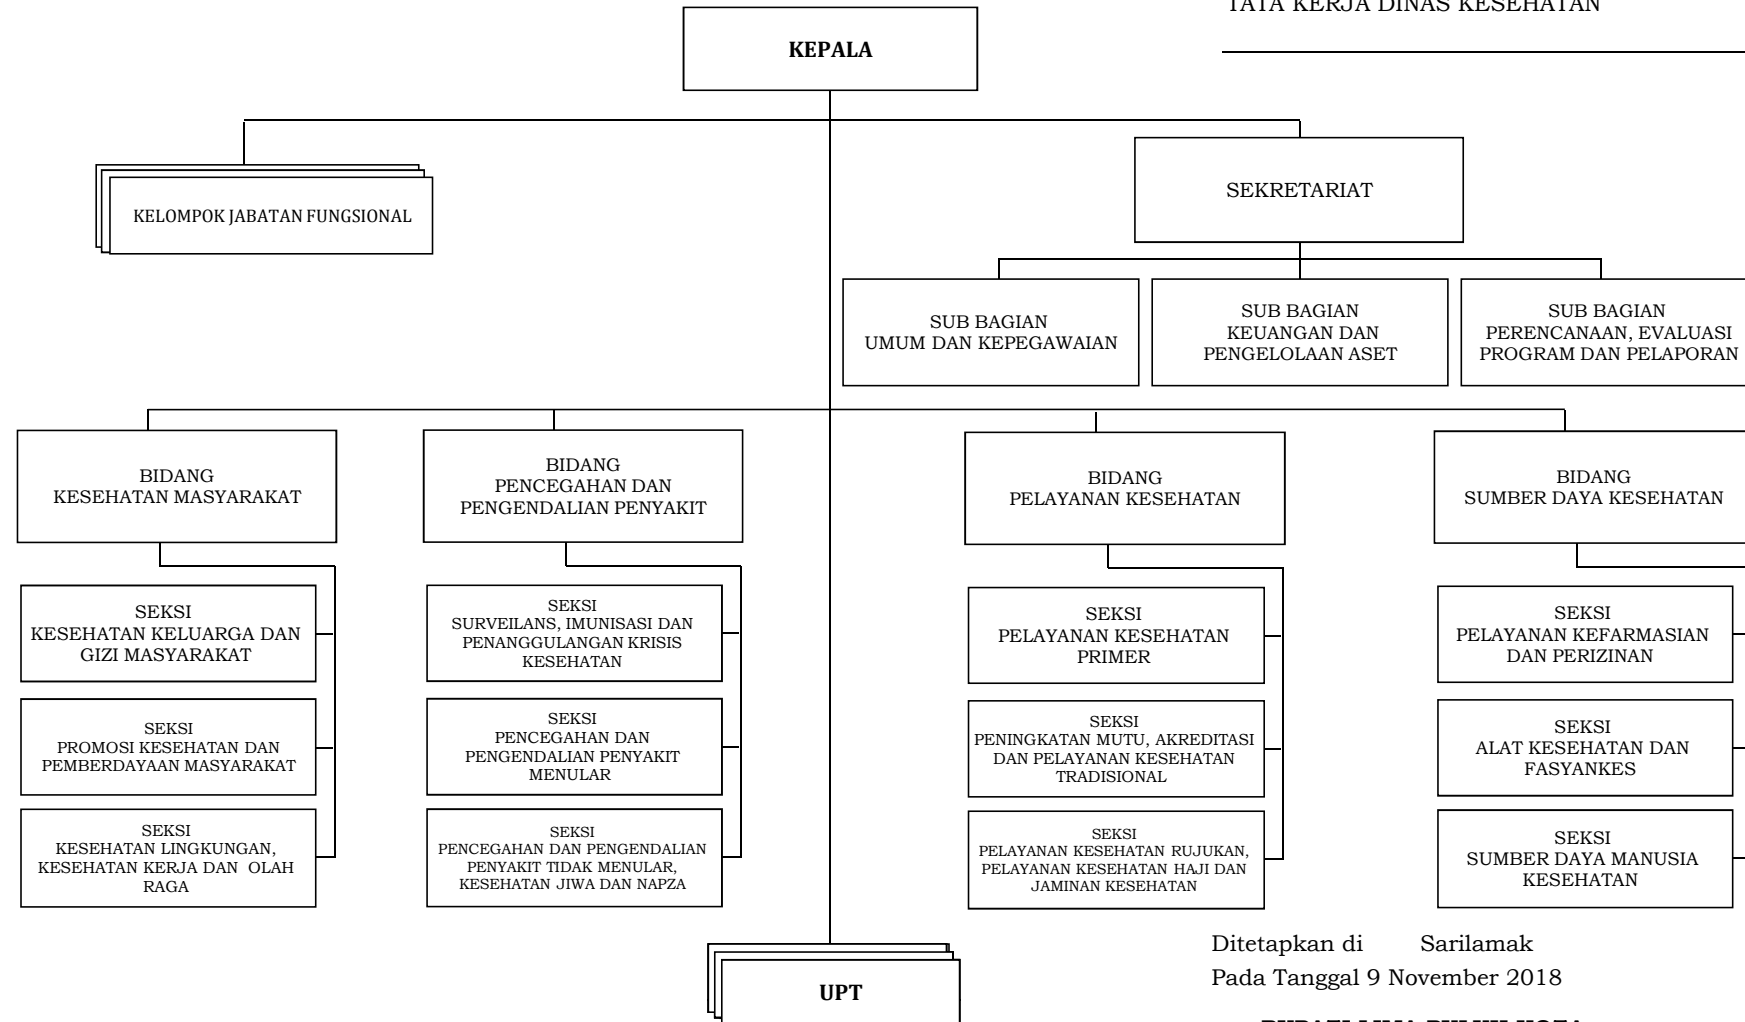 TATA KERJA DINAS KESEHATAN
KEPALA
KELOMPOK JABATAN FUNGSIONAL
SEKRETARIAT
SUB BAGIAN
UMUM DAN KEPEGAWAIAN
SUB BAGIAN
KEUANGAN DAN
PENGELOLAAN ASET
SUB BAGIAN
PERENCANAAN, EVALUASI
PROGRAM DAN PELAPORAN
BIDANG
KESEHATAN MASYARAKAT
BIDANG
PENCEGAHAN DAN
PENGENDALIAN PENYAKIT
BIDANG
PELAYANAN KESEHATAN
BIDANG
SUMBER DAYA KESEHATAN
SEKSI
KESEHATAN KELUARGA DAN
GIZI MASYARAKAT
SEKSI
SURVEILANS, IMUNISASI DAN
PENANGGULANGAN KRISIS
KESEHATAN
SEKSI
PELAYANAN KESEHATAN
PRIMER
SEKSI
PELAYANAN KEFARMASIAN
DAN PERIZINAN
SEKSI
PROMOSI KESEHATAN DAN
PEMBERDAYAAN MASYARAKAT
SEKSI
PENCEGAHAN DAN
PENGENDALIAN PENYAKIT
MENULAR
SEKSI
PENINGKATAN MUTU, AKREDITASI
DAN PELAYANAN KESEHATAN
TRADISIONAL
SEKSI
ALAT KESEHATAN DAN
FASYANKES
SEKSI
KESEHATAN LINGKUNGAN,
KESEHATAN KERJA DAN OLAH
RAGA
SEKSI
PENCEGAHAN DAN PENGENDALIAN
PENYAKIT TIDAK MENULAR,
KESEHATAN JIWA DAN NAPZA
SEKSI
PELAYANAN KESEHATAN RUJUKAN,
PELAYANAN KESEHATAN HAJI DAN
JAMINAN KESEHATAN
SEKSI
SUMBER DAYA MANUSIA
KESEHATAN
UPT
Ditetapkan di Sarilamak
Pada Tanggal 9 November 2018